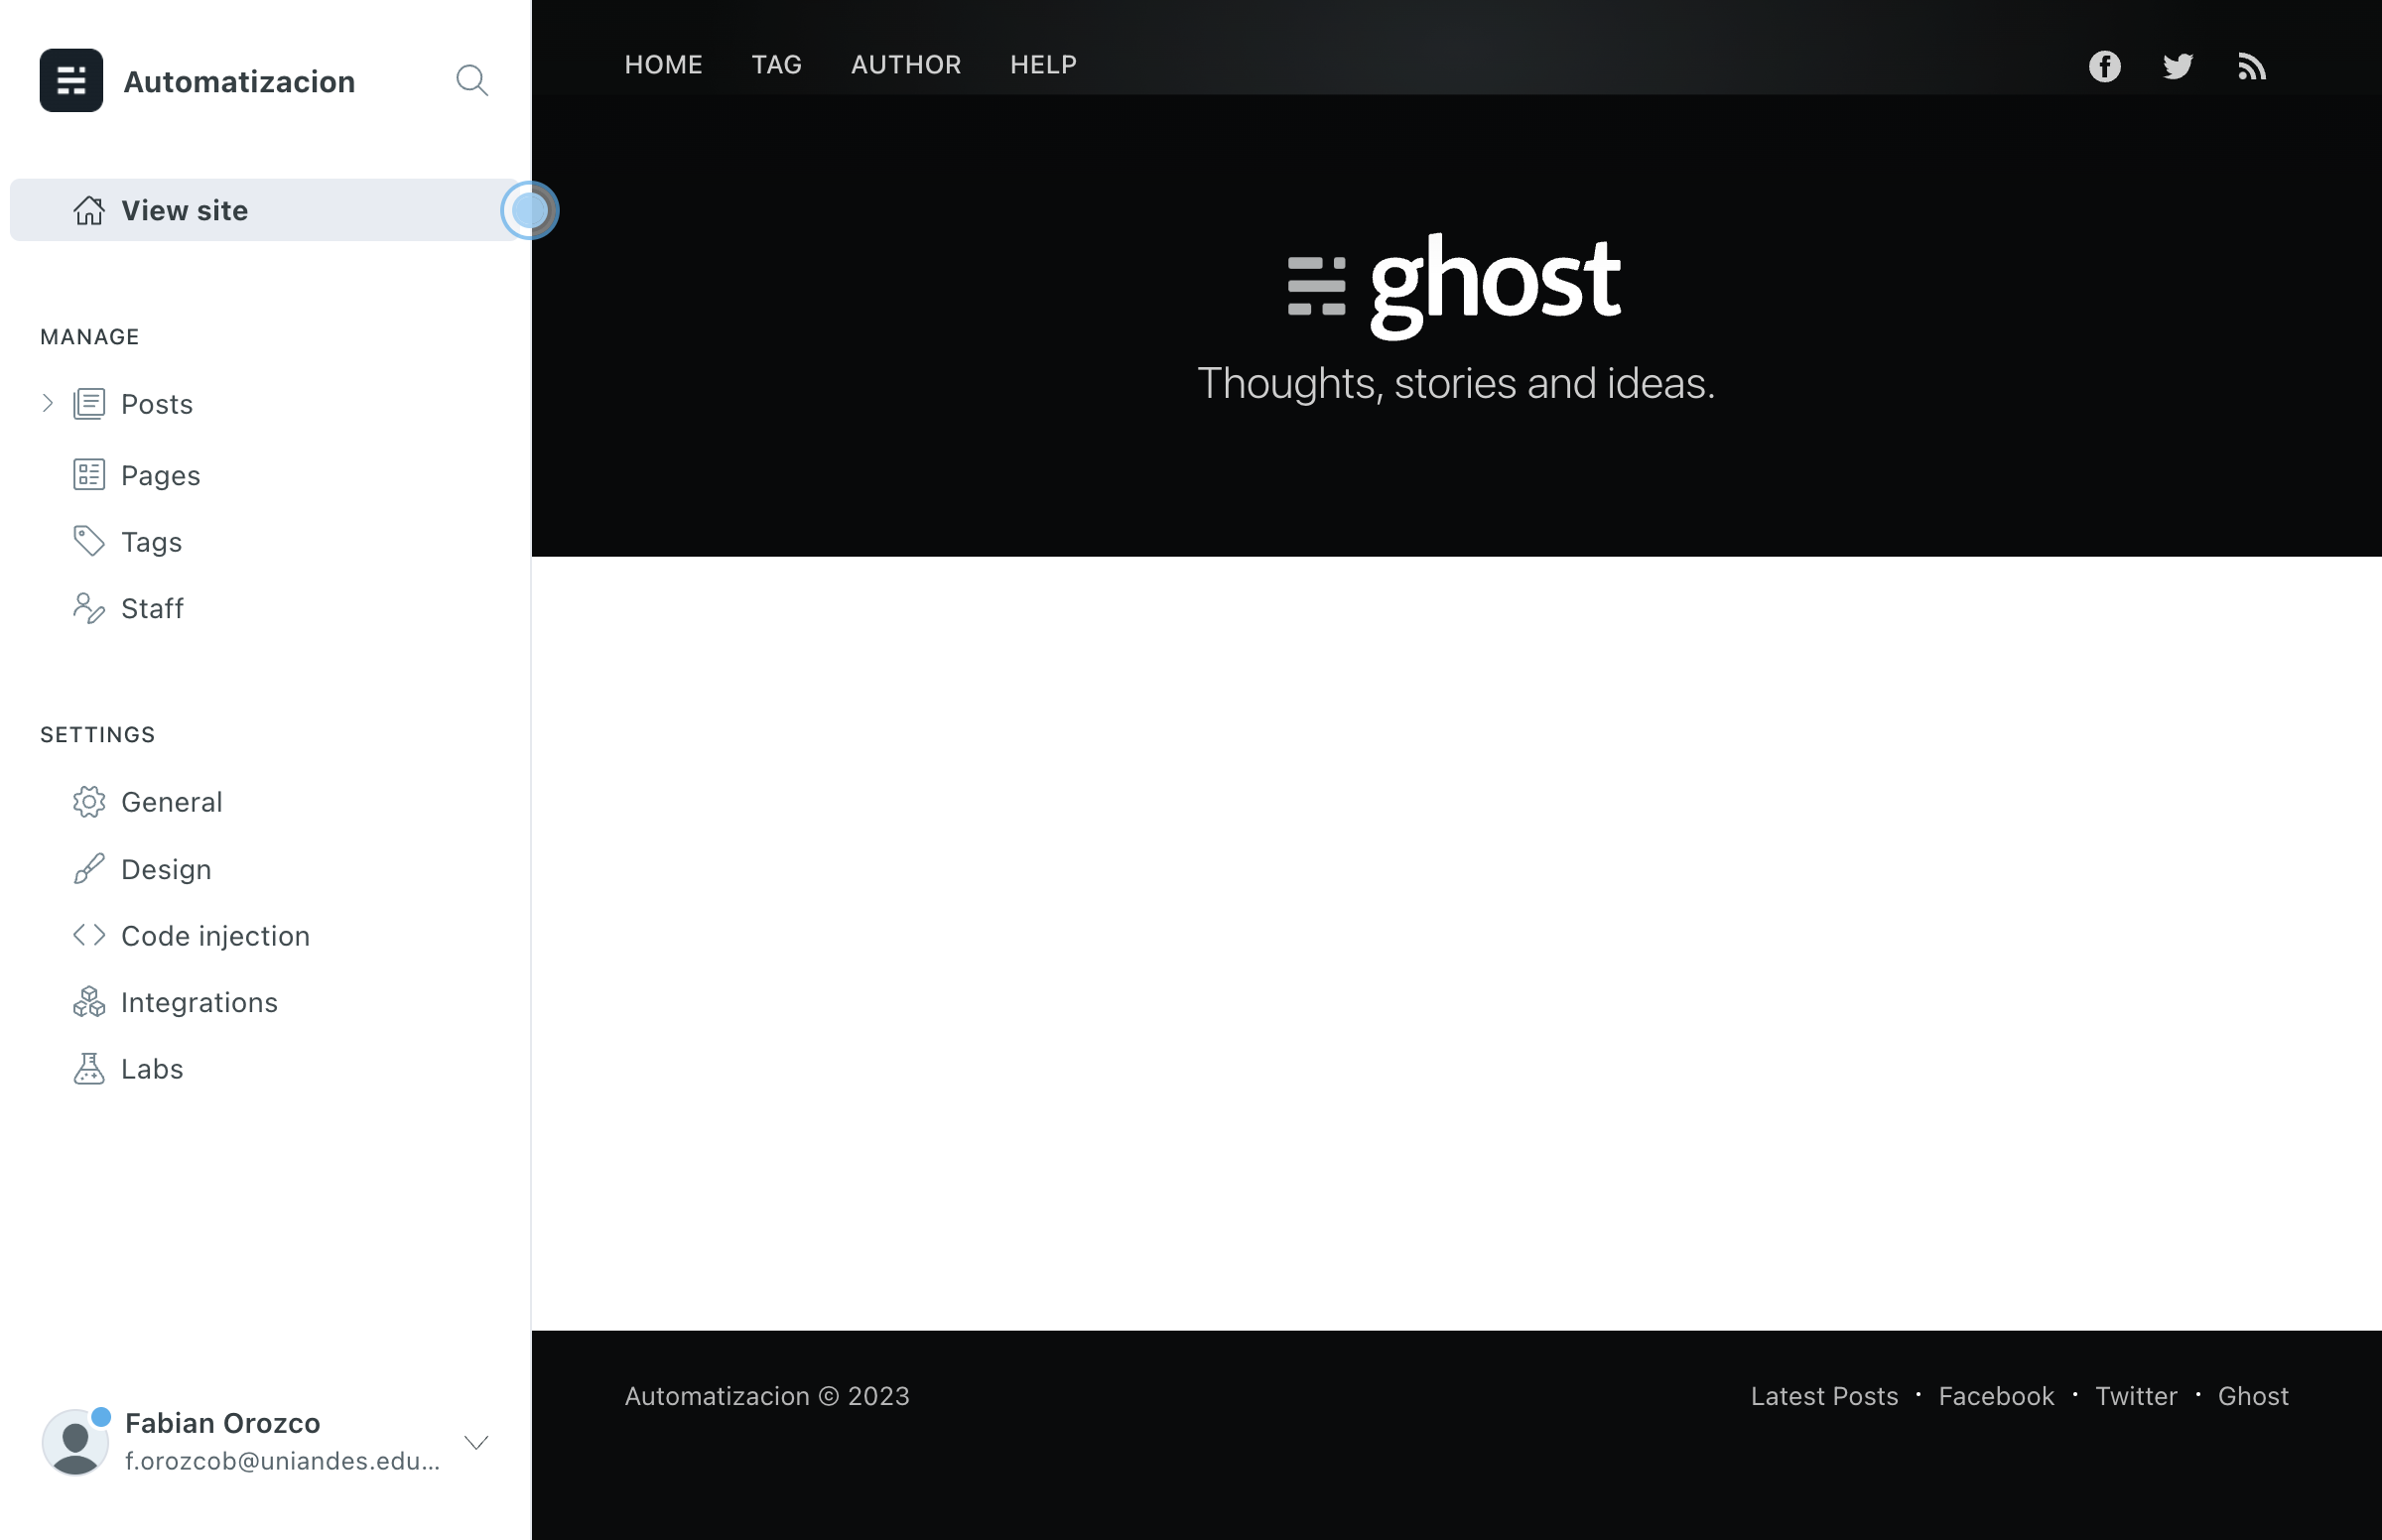 Automatizacion
View site
MANAGE
Posts
Pages
Tags
Staff
SETTINGS
General
Design
Code injection
Integrations
Labs
Fabian Orozco
f.orozcob@uniandes.edu...
HOME TAG AUTHOR HELP
ghost
Thoughts, stories and ideas.
Automatizacion © 2023
Latest Posts • Facebook • Twitter • Ghost